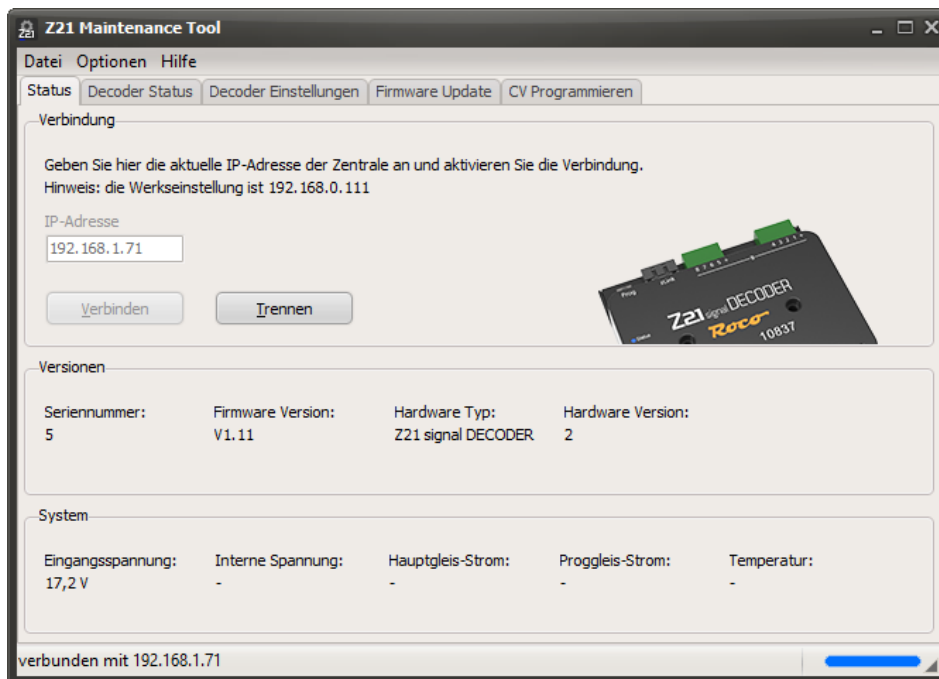 Z21 Maintenance Tool
Datei Optionen Hilfe
Status Decoder Status Decoder Einstellungen Firmware Update CV Programmieren
Verbindung
Geben Sie hier die aktuelle IP-Adresse der Zentrale an und aktivieren Sie die Verbindung.
Hinweis: die Werkseinstellung ist 192.168.0.111
IP-Adresse
192.168.1.71
Verbinden Trennen
Prog
Z21 signal DECODER
Roco
10837
Versionen
Seriennummer: Firmware Version: Hardware Typ: Hardware Version:
5 V1.11 Z21 signal DECODER 2
System
Eingangsspannung: Interne Spannung: Hauptgleis-Strom: Proggleis-Strom: Temperatur:
17,2 V - - - -
verbunden mit 192.168.1.71